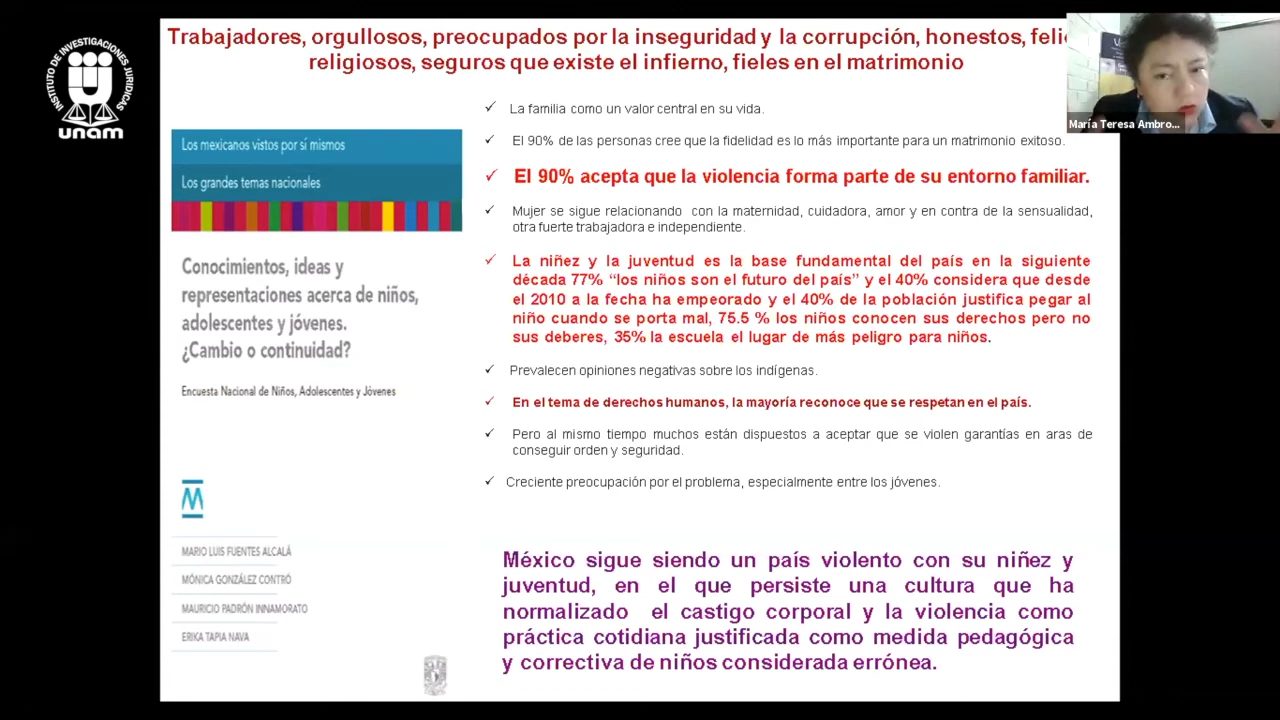 Trabajadores, orgullosos, preocupados por la inseguridad y la corrupción, honestos,
religiosos, seguros que existe el infierno, fieles en el matrimonio
INSTITUTO DE INVESTIGACIONES JURIDICAS
unam
María Teresa Ambro...
Los mexicanos vistos por sí mismos
Los grandes temas nacionales
Conocimientos, ideas y
representaciones acerca de niños,
adolescentes y jóvenes.
¿Cambio o continuidad?
Encuesta Nacional de Niños, Adolescentes y Jóvenes
MARIO LUIS FUENTES ALCALÁ
MÓNICA GONZÁLEZ CONTRÓ
MAURICIO PADRÓN INNAMORATO
ERIKA TAPIA NAVA
La familia como un valor central en su vida.
El 90% de las personas cree que la fidelidad es lo más importante para un matrimonio exitoso.
El 90% acepta que la violencia forma parte de su entorno familiar.
Mujer se sigue relacionando con la maternidad, cuidadora, amor y en contra de la sensualidad,
otra fuerte trabajadora e independiente.
La niñez y la juventud es la base fundamental del país en la siguiente
década 77% “los niños son el futuro del país” y el 40% considera que desde
el 2010 a la fecha ha empeorado y el 40% de la población justifica pegar al
niño cuando se porta mal, 75.5 % los niños conocen sus derechos pero no
sus deberes, 35% la escuela el lugar de más peligro para niños.
Prevalecen opiniones negativas sobre los indígenas.
En el tema de derechos humanos, la mayoría reconoce que se respetan en el país.
Pero al mismo tiempo muchos están dispuestos a aceptar que se violen garantías en aras de
conseguir orden y seguridad.
Creciente preocupación por el problema, especialmente entre los jóvenes.
México sigue siendo un país violento con su niñez y
juventud, en el que persiste una cultura que ha
normalizado el castigo corporal y la violencia como
práctica cotidiana justificada como medida pedagógica
y correctiva de niños considerada errónea.